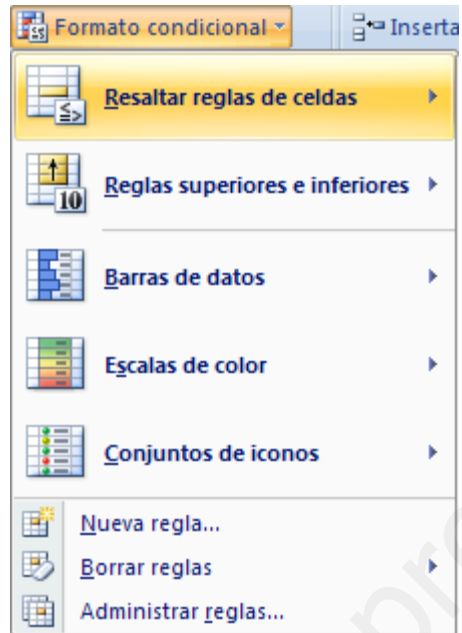 Formato condicional Inserta
Resaltar reglas de celdas
Reglas superiores e inferiores
10
Barras de datos
Escalas de color
Conjuntos de iconos
Nueva regla...
Borrar reglas
Administrar reglas...